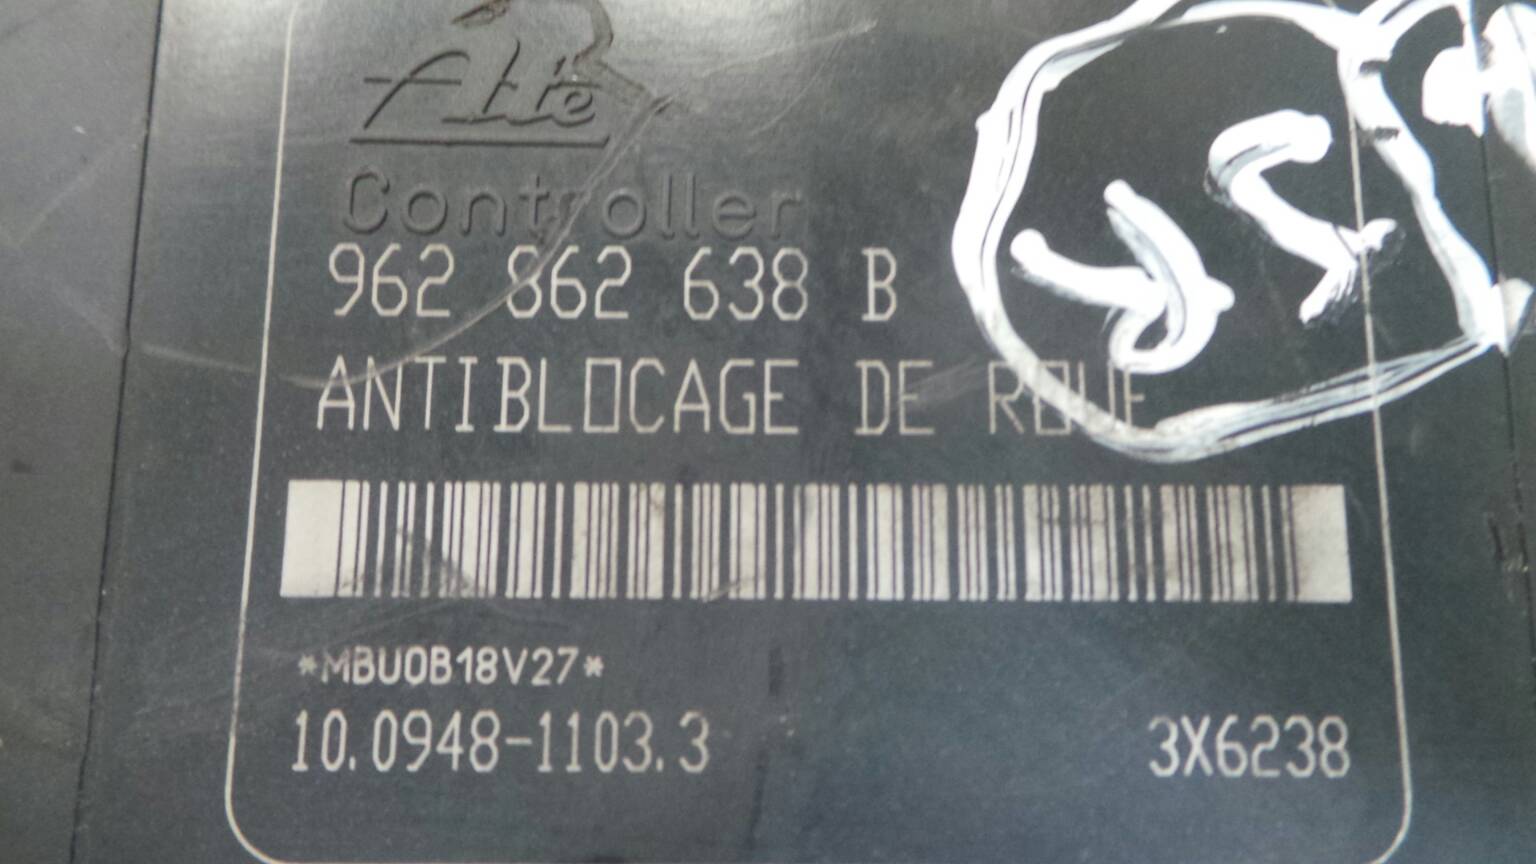 Ate
Controller
962 862 638 B
ANTIBLOCAGE DE ROUE
*MBU0B18V27*
10.0948-1103.3
3X6238